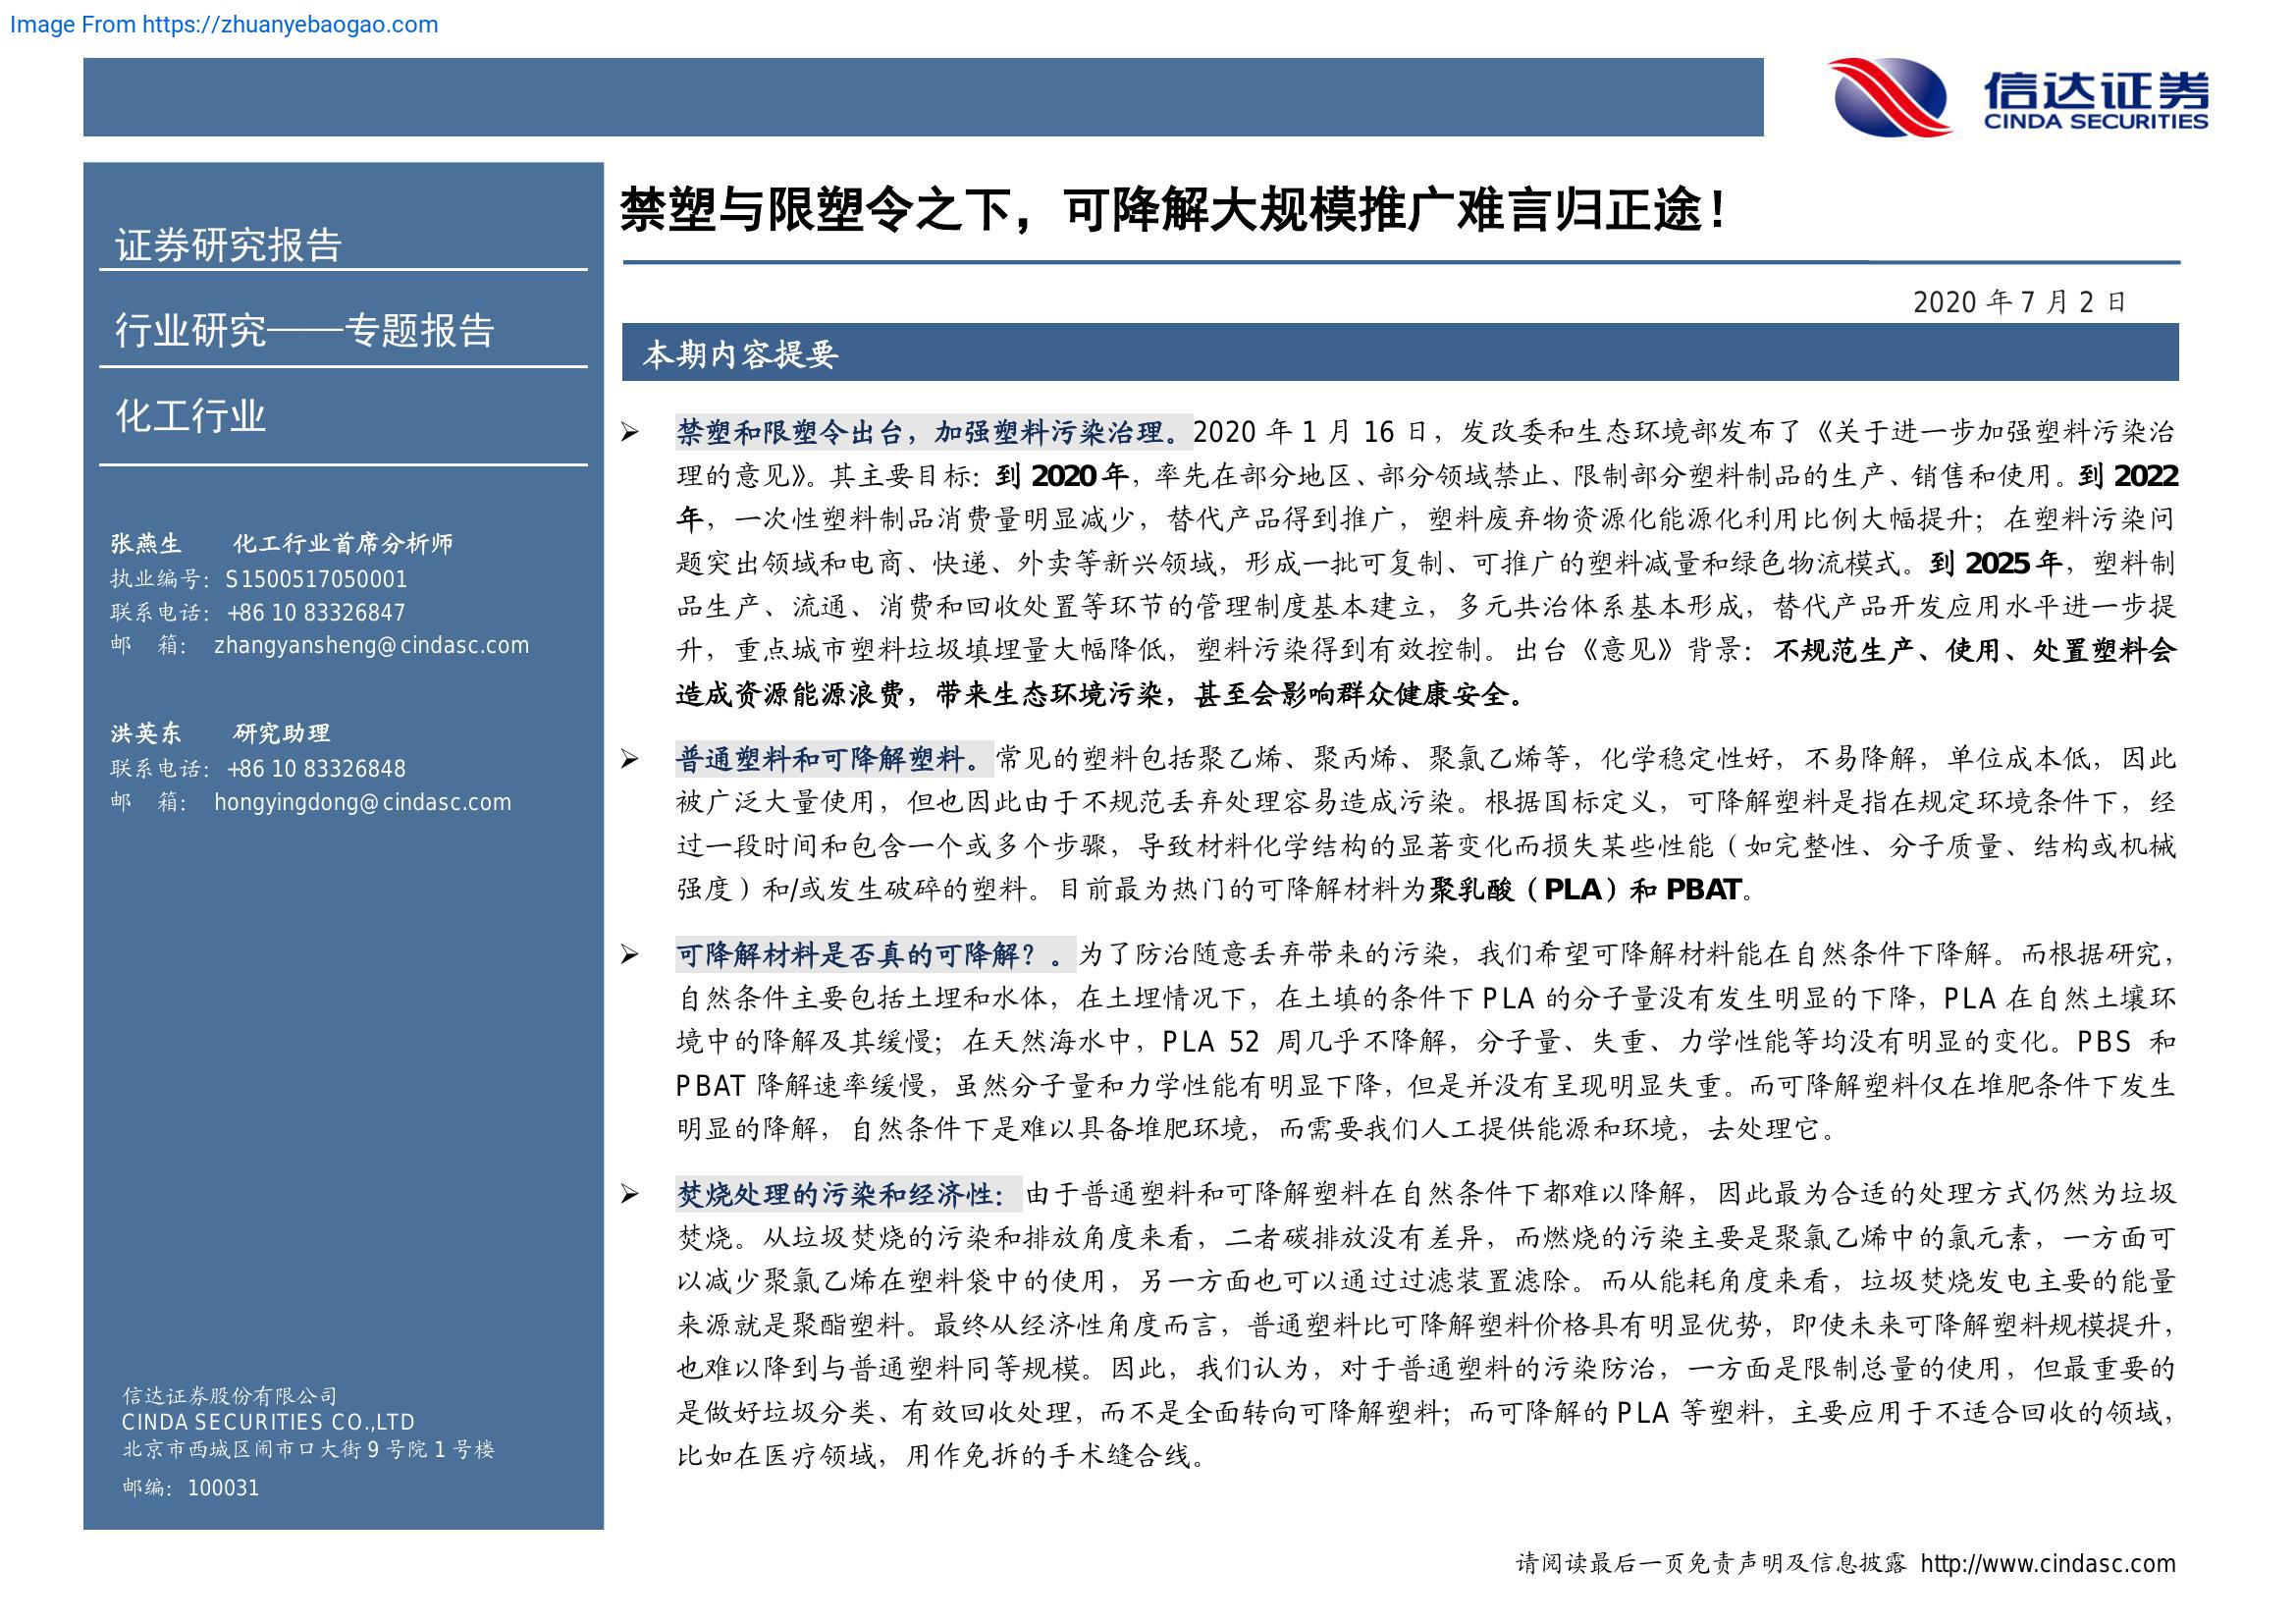 Image From https://zhuanyebaogao.com
信达证券
CINDA SECURITIES
证券研究报告
行业研究——专题报告
化工行业
张燕生 化工行业首席分析师
执业编号：S1500517050001
联系电话：+86 10 83326847
邮 箱： zhangyansheng@cindasc.com
洪英东 研究助理
联系电话：+86 10 83326848
邮 箱： hongyingdong@cindasc.com
信达证券股份有限公司
CINDA SECURITIES CO.,LTD
北京市西城区闹市口大街 9 号院 1 号楼
邮编：100031
禁塑与限塑令之下，可降解大规模推广难言归正途！
2020 年 7 月 2 日
本期内容提要
➢ 禁塑和限塑令出台，加强塑料污染治理。2020 年 1 月 16 日，发改委和生态环境部发布了《关于进一步加强塑料污染治
理的意见》。其主要目标：到 2020 年，率先在部分地区、部分领域禁止、限制部分塑料制品的生产、销售和使用。到 2022
年，一次性塑料制品消费量明显减少，替代产品得到推广，塑料废弃物资源化能源化利用比例大幅提升；在塑料污染问
题突出领域和电商、快递、外卖等新兴领域，形成一批可复制、可推广的塑料减量和绿色物流模式。到 2025 年，塑料制
品生产、流通、消费和回收处置等环节的管理制度基本建立，多元共治体系基本形成，替代产品开发应用水平进一步提
升，重点城市塑料垃圾填埋量大幅降低，塑料污染得到有效控制。出台《意见》背景：不规范生产、使用、处置塑料会
造成资源能源浪费，带来生态环境污染，甚至会影响群众健康安全。
➢ 普通塑料和可降解塑料。常见的塑料包括聚乙烯、聚丙烯、聚氯乙烯等，化学稳定性好，不易降解，单位成本低，因此
被广泛大量使用，但也因此由于不规范丢弃处理容易造成污染。根据国标定义，可降解塑料是指在规定环境条件下，经
过一段时间和包含一个或多个步骤，导致材料化学结构的显著变化而损失某些性能（如完整性、分子质量、结构或机械
强度）和/或发生破碎的塑料。目前最为热门的可降解材料为聚乳酸（PLA）和 PBAT。
➢ 可降解材料是否真的可降解？。为了防治随意丢弃带来的污染，我们希望可降解材料能在自然条件下降解。而根据研究，
自然条件主要包括土埋和水体，在土埋情况下，在土填的条件下 PLA 的分子量没有发生明显的下降，PLA 在自然土壤环
境中的降解及其缓慢；在天然海水中，PLA 52 周几乎不降解，分子量、失重、力学性能等均没有明显的变化。PBS 和
PBAT 降解速率缓慢，虽然分子量和力学性能有明显下降，但是并没有呈现明显失重。而可降解塑料仅在堆肥条件下发生
明显的降解，自然条件下是难以具备堆肥环境，而需要我们人工提供能源和环境，去处理它。
➢ 焚烧处理的污染和经济性：由于普通塑料和可降解塑料在自然条件下都难以降解，因此最为合适的处理方式仍然为垃圾
焚烧。从垃圾焚烧的污染和排放角度来看，二者碳排放没有差异，而燃烧的污染主要是聚氯乙烯中的氯元素，一方面可
以减少聚氯乙烯在塑料袋中的使用，另一方面也可以通过过滤装置滤除。而从能耗角度来看，垃圾焚烧发电主要的能量
来源就是聚酯塑料。最终从经济性角度而言，普通塑料比可降解塑料价格具有明显优势，即使未来可降解塑料规模提升，
也难以降到与普通塑料同等规模。因此，我们认为，对于普通塑料的污染防治，一方面是限制总量的使用，但最重要的
是做好垃圾分类、有效回收处理，而不是全面转向可降解塑料；而可降解的 PLA 等塑料，主要应用于不适合回收的领域，
比如在医疗领域，用作免拆的手术缝合线。
请阅读最后一页免责声明及信息披露 http://www.cindasc.com